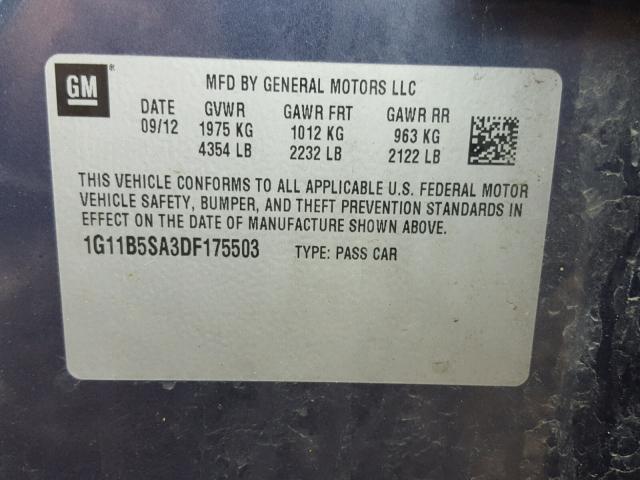 GM®
MFD BY GENERAL MOTORS LLC
DATE GVWR GAWR FRT GAWR RR
09/12 1975 KG 1012 KG 963 KG
4354 LB 2232 LB 2122 LB
THIS VEHICLE CONFORMS TO ALL APPLICABLE U.S. FEDERAL MOTOR
VEHICLE SAFETY, BUMPER, AND THEFT PREVENTION STANDARDS IN
EFFECT ON THE DATE OF MANUFACTURE SHOWN ABOVE.
1G11B5SA3DF175503 TYPE: PASS CAR